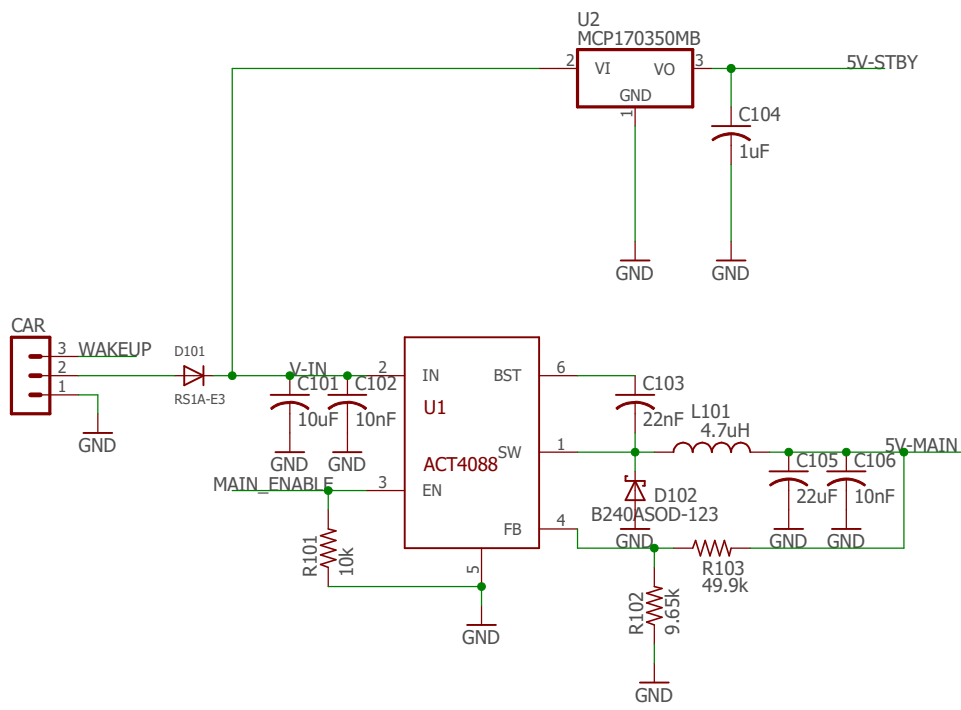 U2
MCP170350MB
2
VI
VO
3
5V-STBY
GND
1
C104
1uF
GND
GND
CAR
3
WAKEUP
2
1
GND
D101
RS1A-E3
V-IN
C101
10uF
GND
C102
10nF
GND
2
IN
BST
6
U1
C103
22nF
L101
4.7uH
1
SW
ACT4088
5V-MAIN
MAIN_ENABLE
3
EN
D102
B240ASOD-123
GND
C105
22uF
GND
C106
10nF
GND
FB
4
R101
10k
5
GND
R103
49.9k
R102
9.65k
GND